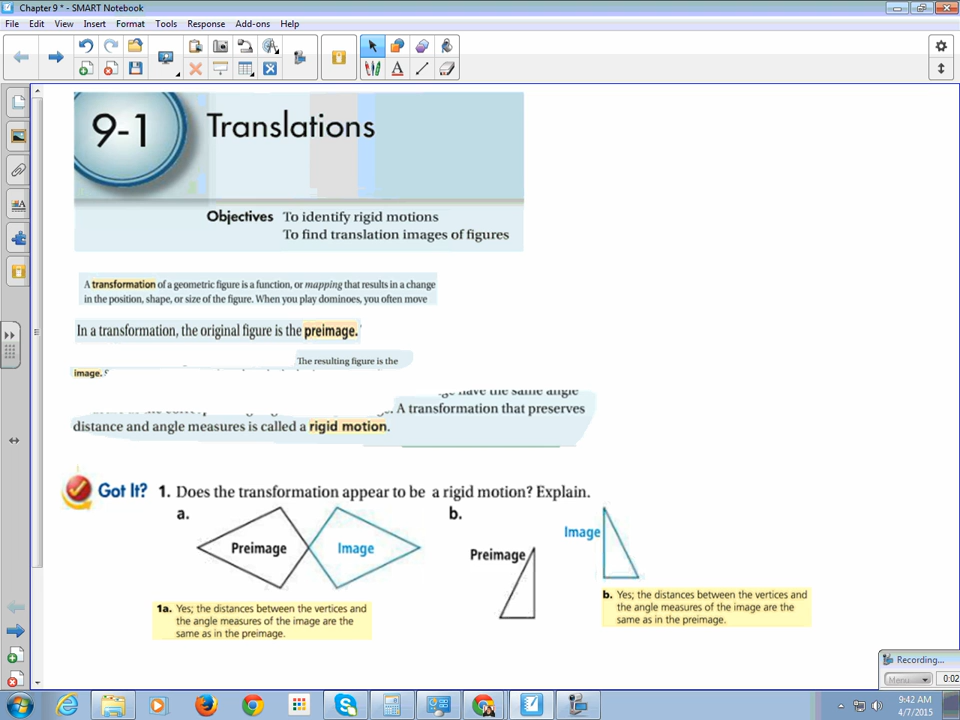 Chapter 9 * - SMART Notebook
File Edit View Insert Format Tools Response Add-ons Help
9-1 Translations
Objectives To identify rigid motions
To find translation images of figures
A transformation of a geometric figure is a function, or mapping that results in a change
in the position, shape, or size of the figure. When you play dominoes, you often move
In a transformation, the original figure is the preimage.
The resulting figure is the
image.
have the same angle
A transformation that preserves
distance and angle measures is called a rigid motion.
Got It? 1. Does the transformation appear to be a rigid motion? Explain.
a. b.
Preimage Image
Preimage Image
1a. Yes; the distances between the vertices and
the angle measures of the image are the
same as in the preimage.
b. Yes; the distances between the vertices and
the angle measures of the image are the
same as in the preimage.
Recording...
Menu 0:02
9:42 AM
4/7/2015